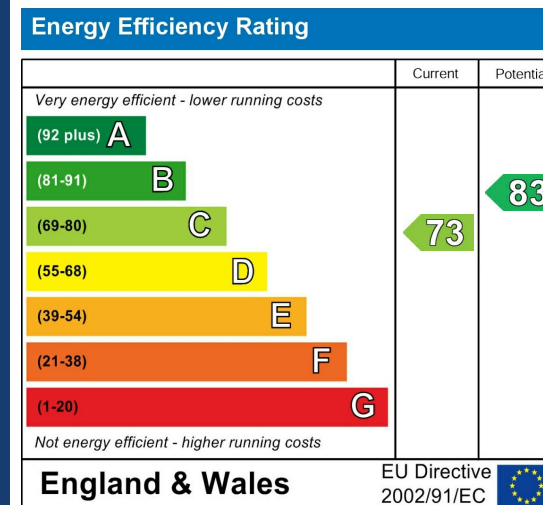 Energy Efficiency Rating
Current Potentia
Very energy efficient - lower running costs
(92 plus) A
(81-91) B
83
(69-80) C
73
(55-68) D
(39-54) E
(21-38) F
(1-20) G
Not energy efficient - higher running costs
England & Wales
EU Directive
2002/91/EC